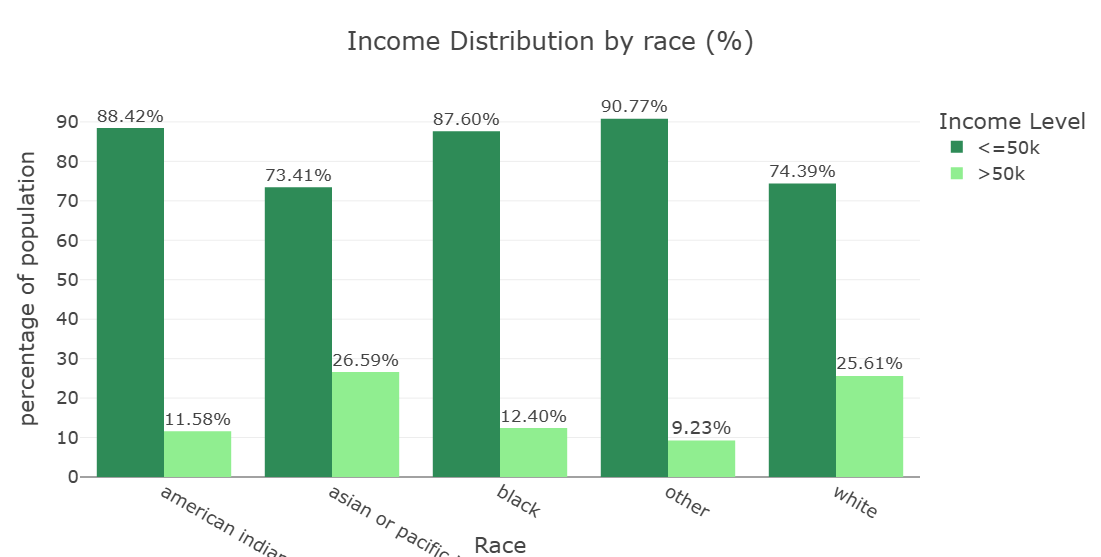 Income Distribution by race (%)
percentage of population
90
80
70
60
50
40
30
20
10
0
88.42%
11.58%
73.41%
26.59%
87.60%
12.40%
90.77%
9.23%
74.39%
25.61%
american indian
asian or pacific
black
other
white
Race
Income Level
<=50k
>50k